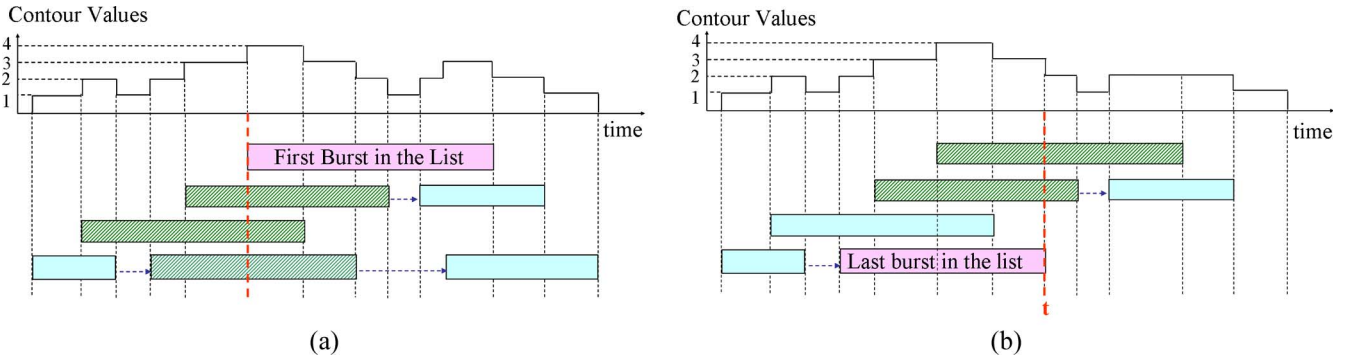 Contour Values
4
3
2
1
time
First Burst in the List
(a)
Contour Values
4
3
2
1
time
Last burst in the list
t
(b)